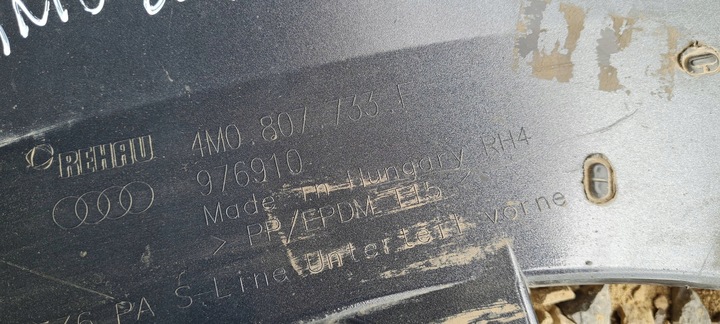 REHAU
4M0.807.733.F
976910
Made in Hungary RH4
> PP/EPDM T15
PA S-Line Unterteil vorne